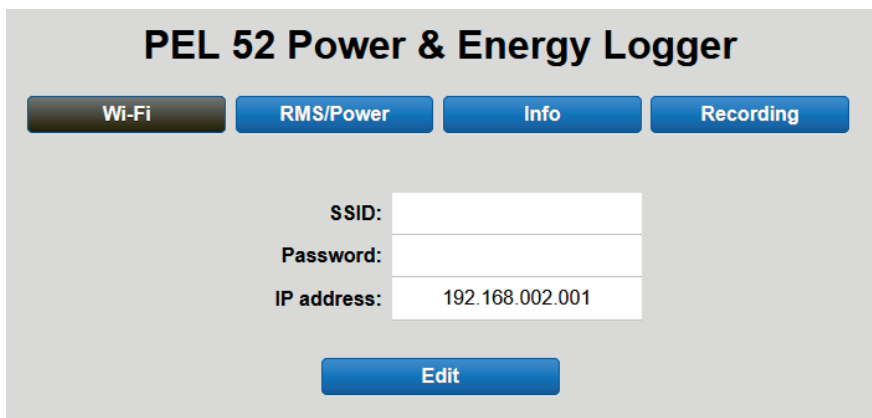 PEL 52 Power & Energy Logger
Wi-Fi RMS/Power Info Recording
SSID:
Password:
IP address: 192.168.002.001
Edit